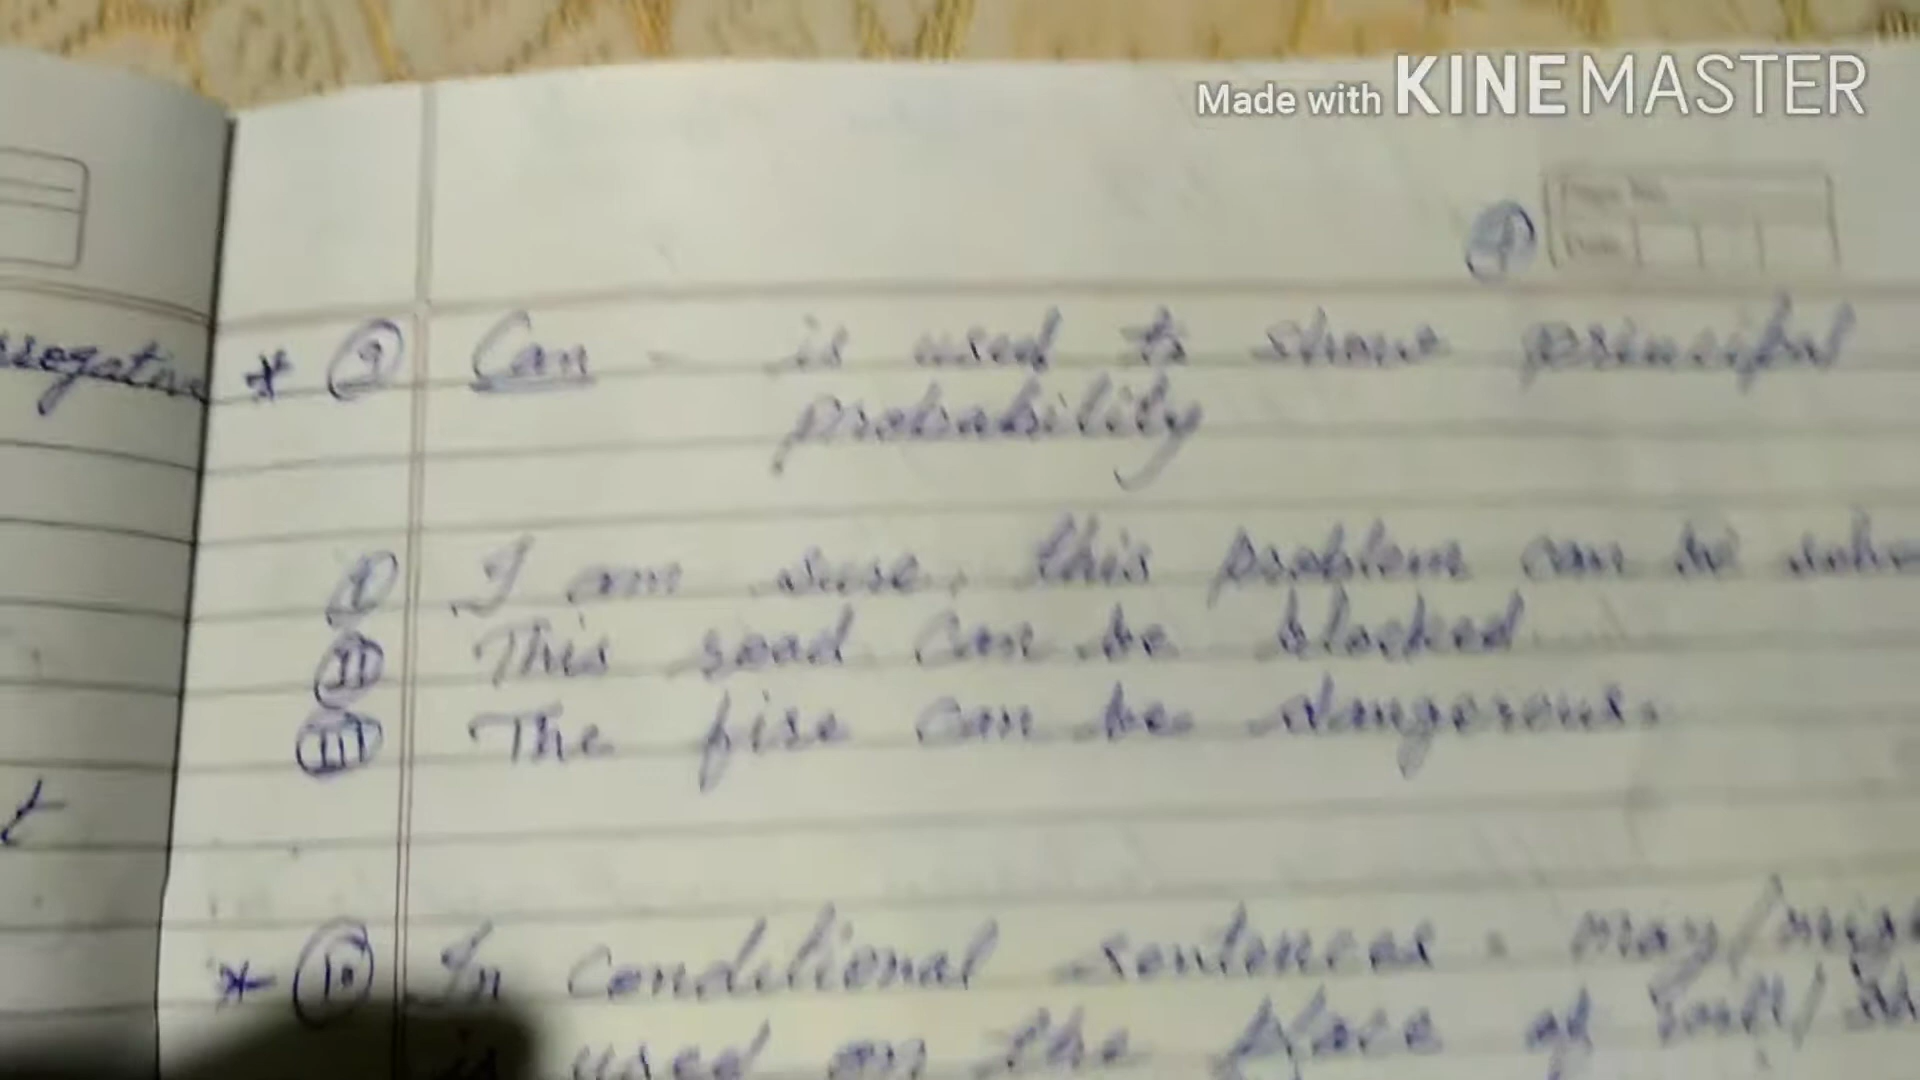 Made with KINEMASTER
* 9 Can - is used to show principal
probability
I I am sure, this problem can be
II This road can be blocked
III The fire can be dangerous.
* 10 In conditional sentences, may/
is used on the place of will/